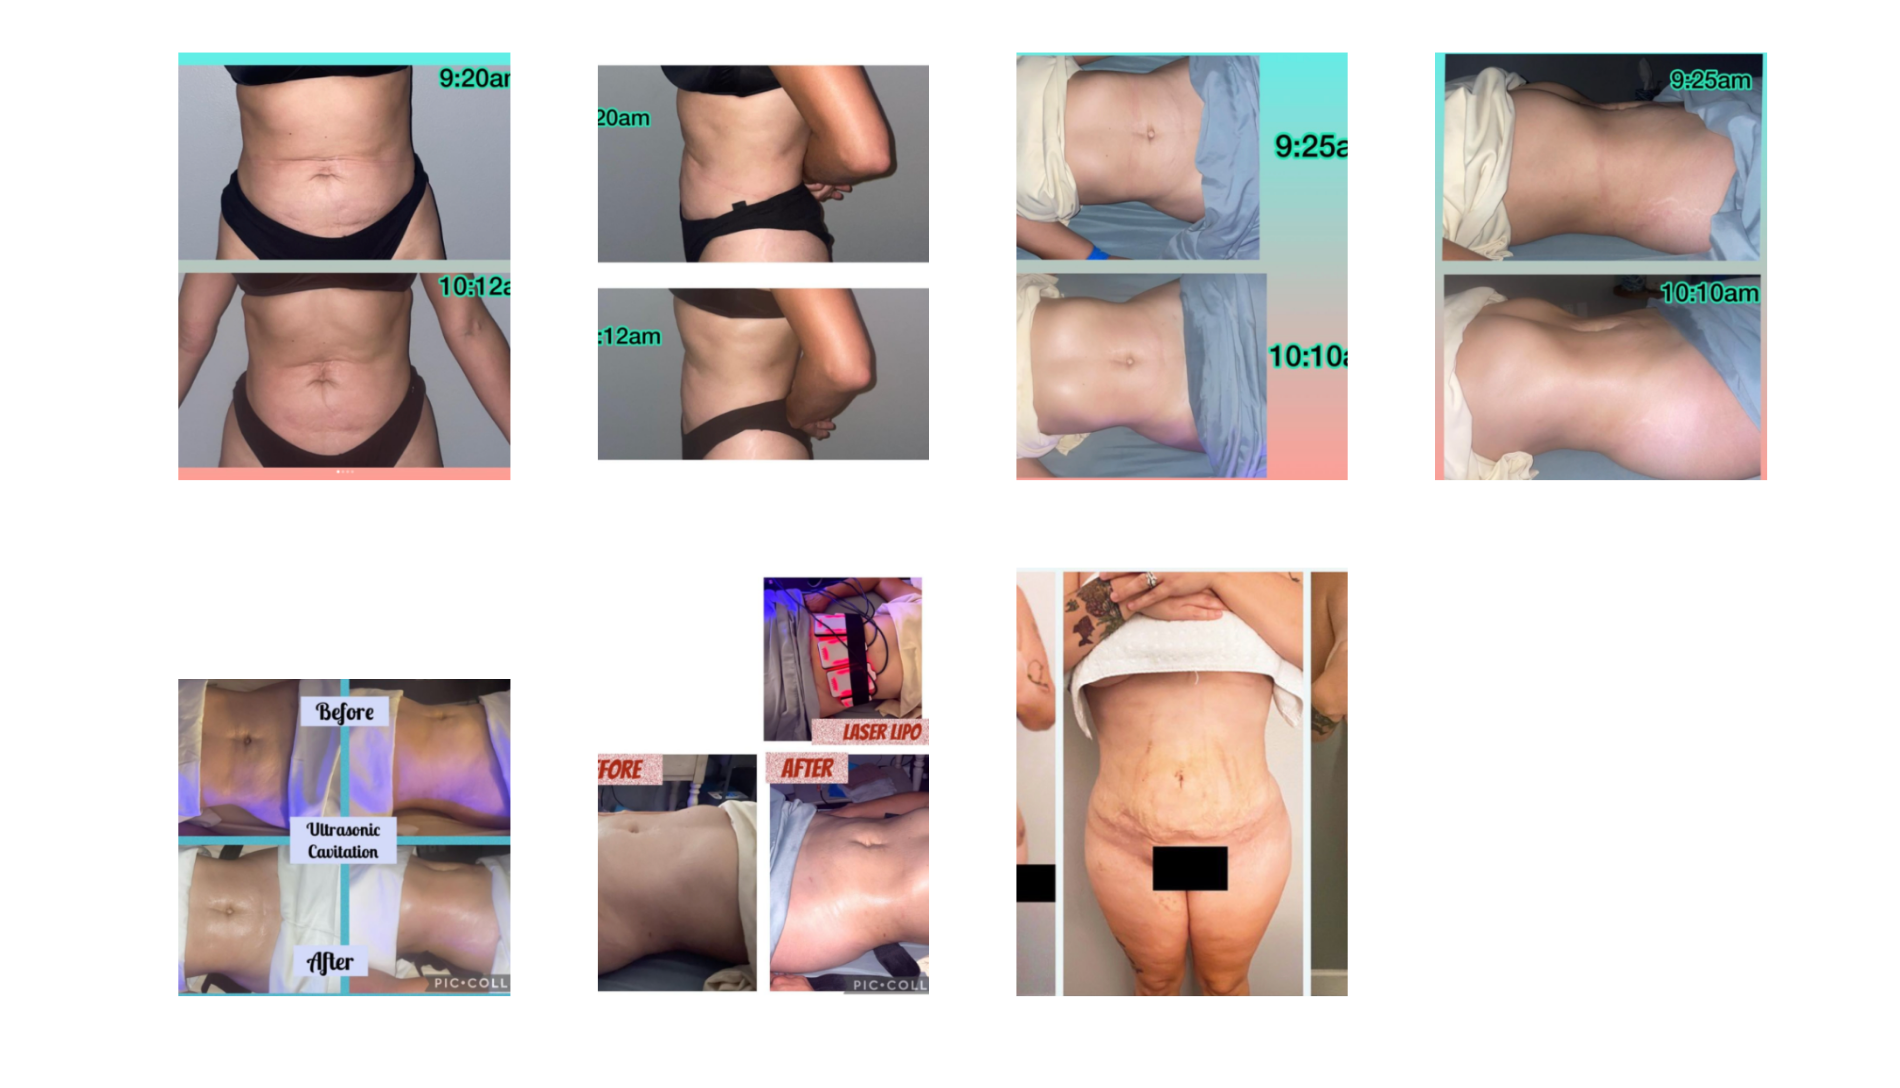 9:20ar
20am
9:25a
9:25am
10:12a
:12am
10:10a
10:10am
Before
Ultrasonic
Cavitation
After
PIC•COLL
LASER LIPO
FORE
AFTER
PIC•COLL